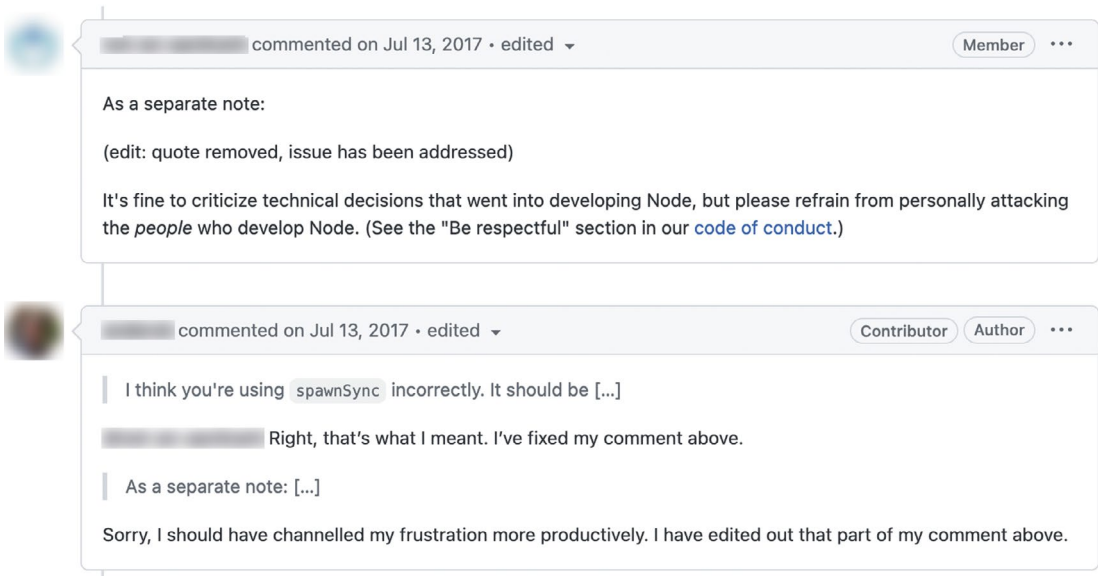 commented on Jul 13, 2017 • edited
Member
As a separate note:
(edit: quote removed, issue has been addressed)
It's fine to criticize technical decisions that went into developing Node, but please refrain from personally attacking
the people who develop Node. (See the "Be respectful" section in our code of conduct.)
commented on Jul 13, 2017 • edited
Contributor Author
I think you're using spawnSync incorrectly. It should be [...]
Right, that’s what I meant. I’ve fixed my comment above.
As a separate note: [...]
Sorry, I should have channelled my frustration more productively. I have edited out that part of my comment above.